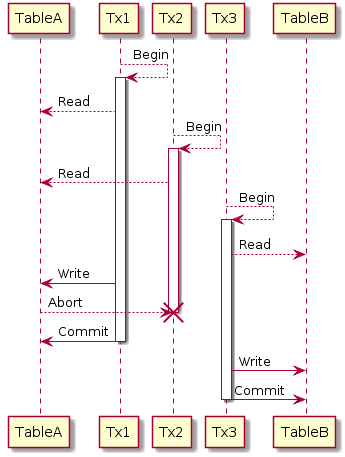 TableA Tx1 Tx2 Tx3 TableB
Begin
Read
Begin
Read
Begin
Read
Write
Abort
Commit
Write
Commit
TableA Tx1 Tx2 Tx3 TableB